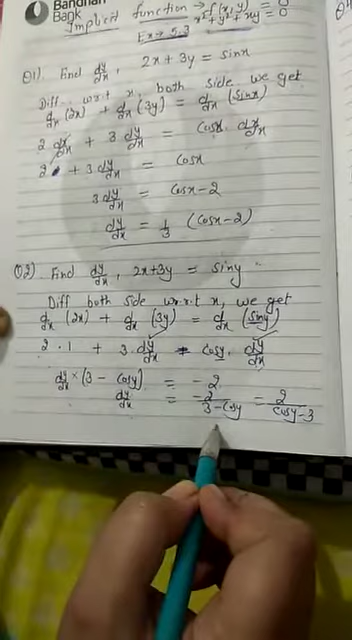 Bandhan
Bank
Implicit function → f(x, y) = 0
x² + y² + xy = 0
Ex → 5.3
Q1). Find dy/dx, 2x + 3y = sinx
Diff.. w.r.t x, both side we get
d/dx (2x) + d/dx (3y) = d/dx (sinx)
2 dx/dx + 3 dy/dx = cosx. dx/dx
2 + 3 dy/dx = cosx
3 dy/dx = cosx - 2
dy/dx = 1/3 (cosx - 2)
Q2) Find dy/dx, 2x + 3y = siny
Diff both side w.r.t x, we get
d/dx (2x) + d/dx (3y) = d/dx (siny)
2·1 + 3·dy/dx = cosy. dy/dx
dy/dx × (3 - cosy) = -2
dy/dx = -2/(3 - cosy) = 2/(cosy - 3)